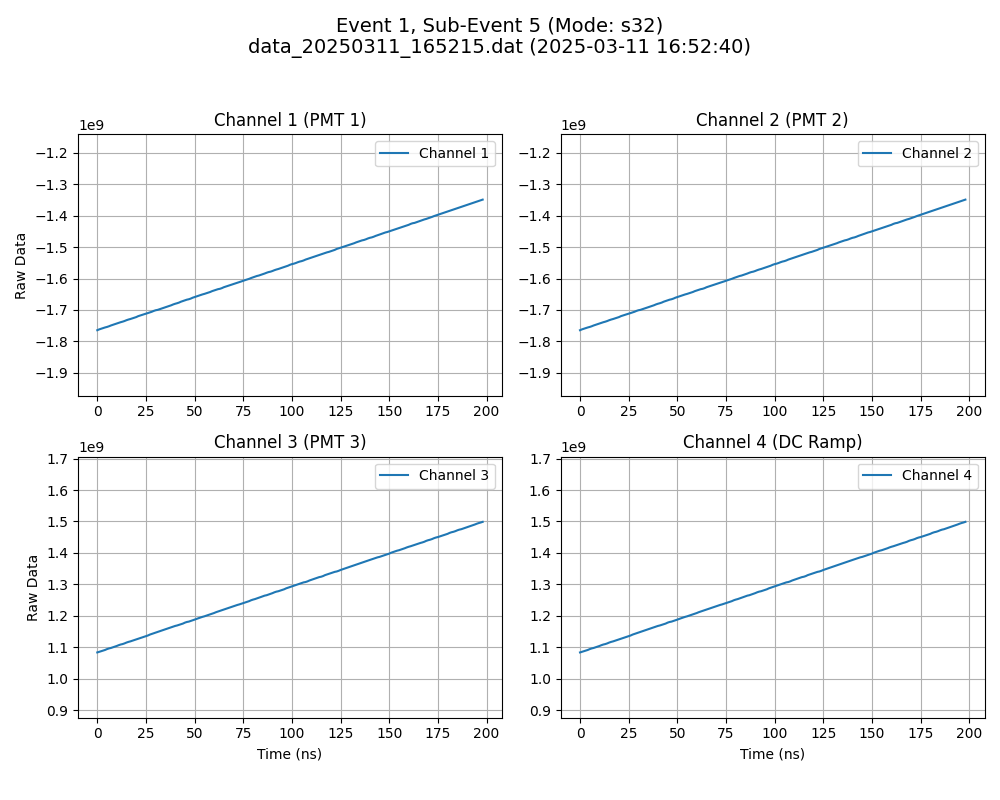 Event 1, Sub-Event 5 (Mode: s32)
data_20250311_165215.dat (2025-03-11 16:52:40)
Channel 1 (PMT 1)
1e9
Channel 1
−1.2
−1.3
−1.4
−1.5
−1.6
−1.7
−1.8
−1.9
Raw Data
0 25 50 75 100 125 150 175 200
Channel 2 (PMT 2)
1e9
Channel 2
−1.2
−1.3
−1.4
−1.5
−1.6
−1.7
−1.8
−1.9
0 25 50 75 100 125 150 175 200
Channel 3 (PMT 3)
1e9
Channel 3
1.7
1.6
1.5
1.4
1.3
1.2
1.1
1.0
0.9
Raw Data
0 25 50 75 100 125 150 175 200
Time (ns)
Channel 4 (DC Ramp)
1e9
Channel 4
1.7
1.6
1.5
1.4
1.3
1.2
1.1
1.0
0.9
0 25 50 75 100 125 150 175 200
Time (ns)